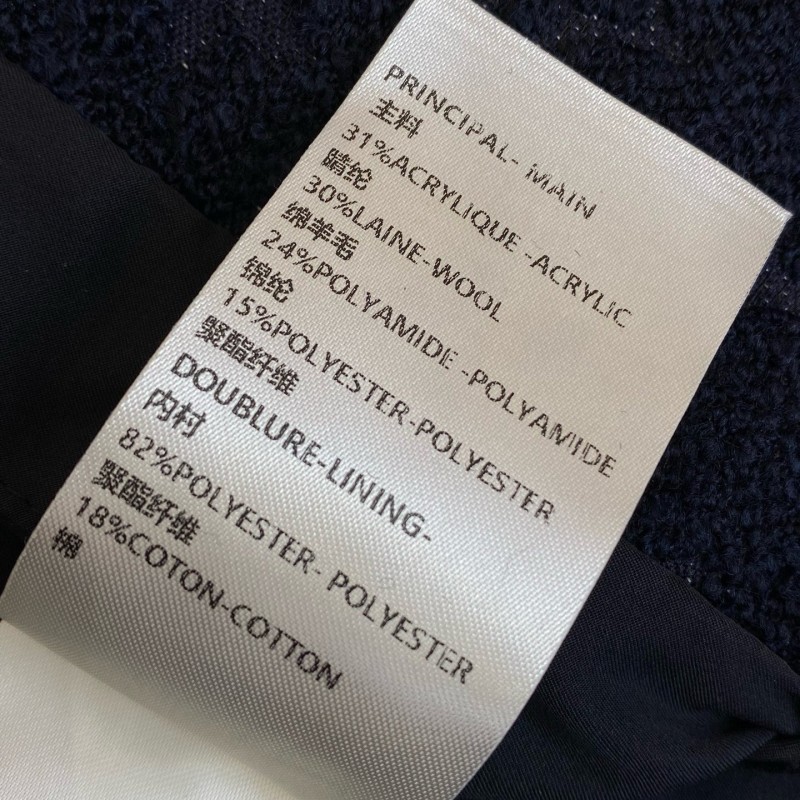 PRINCIPAL- MAIN
主料
31%ACRYLIQUE -ACRYLIC
睛纶
30%LAINE-WOOL
绵羊毛
24%POLYAMIDE -POLYAMIDE
锦纶
15%POLYESTER-POLYESTER
聚酯纤维
DOUBLURE-LINING-
内村
82%POLYESTER- POLYESTER
聚酯纤维
18%COTON-COTTON
棉